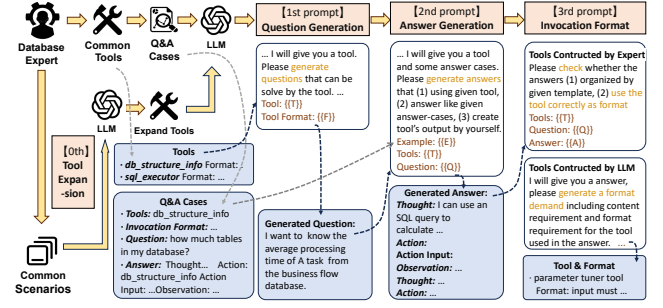 Database
Expert
Common
Tools
Q&A
Cases
LLM
LLM
Expand Tools
【0th】
Tool
Expan
-sion
Common
Scenarios
Tools
· db_structure_info Format: ...
· sql_executor Format: ...
Q&A Cases
· Tools: db_structure_info
· Invocation Format: ...
· Question: how much tables
in my database?
· Answer: Thought... Action:
db_structure_info Action
Input: ...Observation: ...
【1st prompt】
Question Generation
... I will give you a tool.
Please generate
questions that can be
solve by the tool. ...
Tool: {{T}}
Tool Format: {{F}}
Generated Question:
I want to know the
average processing
time of A task from
the business flow
database.
【2nd prompt】
Answer Generation
... I will give you a tool
and some answer cases.
Please generate answers
that (1) using given tool,
(2) answer like given
answer-cases, (3) create
tool's output by yourself.
Example: {{E}}
Tools: {{T}}
Question: {{Q}}
Generated Answer:
Thought: I can use an
SQL query to
calculate ...
Action:
Action Input:
Observation: ...
Thought: ...
Action: ...
【3rd prompt】
Invocation Format
Tools Contructed by Expert
Please check whether the
answers (1) organized by
given template, (2) use the
tool correctly as format
Tools: {{T}}
Question: {{Q}}
Answer: {{A}}
Tools Contructed by LLM
I will give you a answer,
please generate a format
demand including content
requirement and format
requirement for the tool
used in the answer. ...
Tool & Format
· parameter tuner tool
Format: input must ...